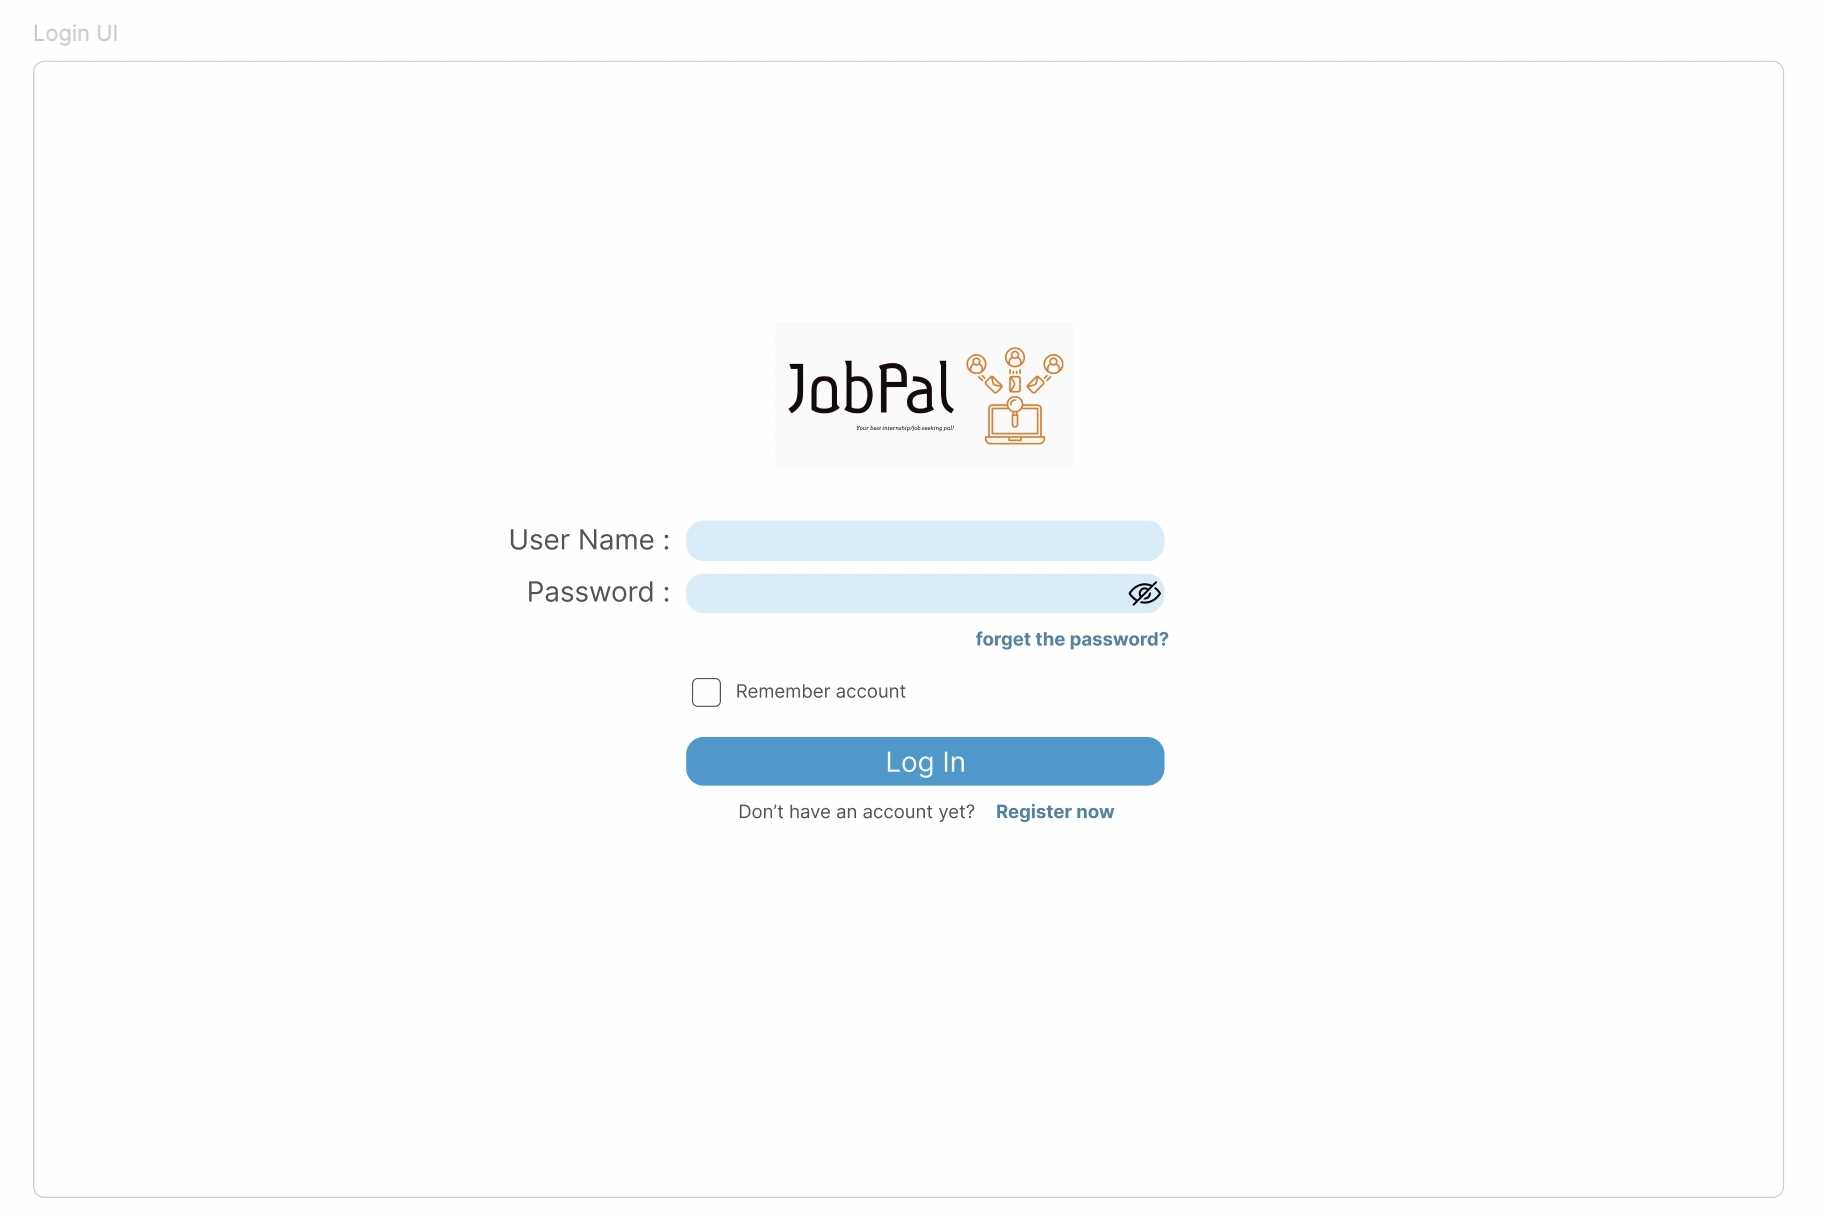 Login UI
JobPal
Your best internship/job seeking pal!
User Name :
Password :
forget the password?
Remember account
Log In
Don’t have an account yet? Register now